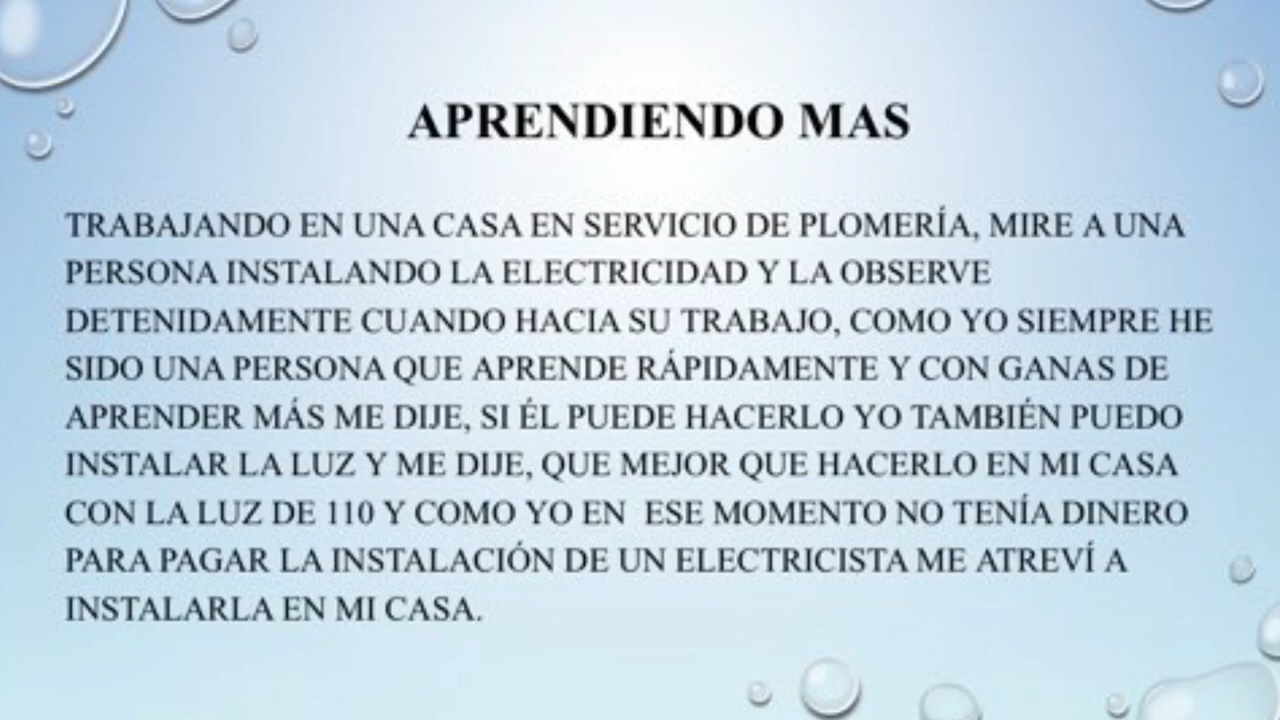 APRENDIENDO MAS
TRABAJANDO EN UNA CASA EN SERVICIO DE PLOMERÍA, MIRE A UNA
PERSONA INSTALANDO LA ELECTRICIDAD Y LA OBSERVE
DETENIDAMENTE CUANDO HACIA SU TRABAJO, COMO YO SIEMPRE HE
SIDO UNA PERSONA QUE APRENDE RÁPIDAMENTE Y CON GANAS DE
APRENDER MÁS ME DIJE, SI ÉL PUEDE HACERLO YO TAMBIÉN PUEDO
INSTALAR LA LUZ Y ME DIJE, QUE MEJOR QUE HACERLO EN MI CASA
CON LA LUZ DE 110 Y COMO YO EN ESE MOMENTO NO TENÍA DINERO
PARA PAGAR LA INSTALACIÓN DE UN ELECTRICISTA ME ATREVÍ A
INSTALARLA EN MI CASA.